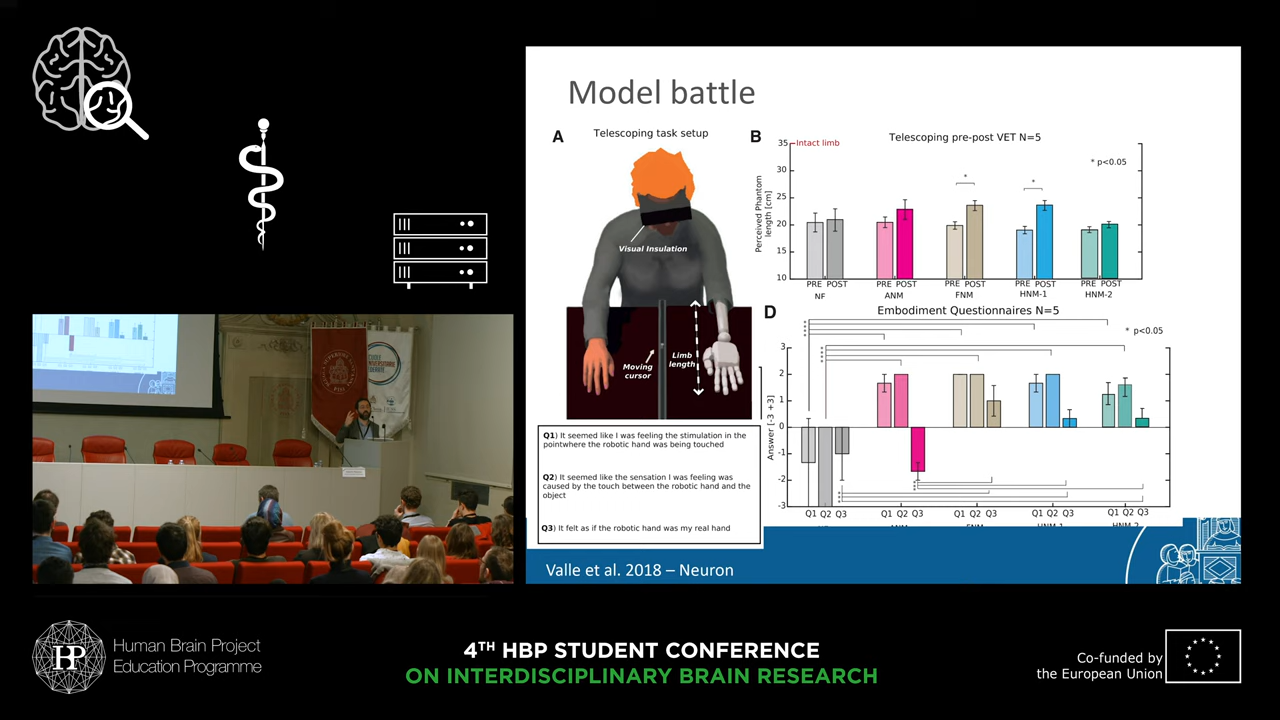 Model battle
A
Telescoping task setup
Visual Insulation
Moving
cursor
Limb
length
Q1) It seemed like I was feeling the stimulation in the
pointwhere the robotic hand was being touched
Q2) It seemed like the sensation I was feeling was
caused by the touch between the robotic hand and the
object
Q3) It felt as if the robotic hand was my real hand
B
Telescoping pre-post VET N=5
Perceived Phantom
length [cm]
35
30
25
20
15
10
Intact limb
* p<0.05
*
*
PRE POST PRE POST PRE POST PRE POST PRE POST
NF ANM FNM HNM-1 HNM-2
D
Embodiment Questionnaires N=5
* p<0.05
Answer [-3 +3]
3
2
1
0
-1
-2
-3
Q1 Q2 Q3 Q1 Q2 Q3 Q1 Q2 Q3 Q1 Q2 Q3 Q1 Q2 Q3
Valle et al. 2018 – Neuron
HBP
Human Brain Project
Education Programme
4TH HBP STUDENT CONFERENCE
ON INTERDISCIPLINARY BRAIN RESEARCH
Co-funded by
the European Union